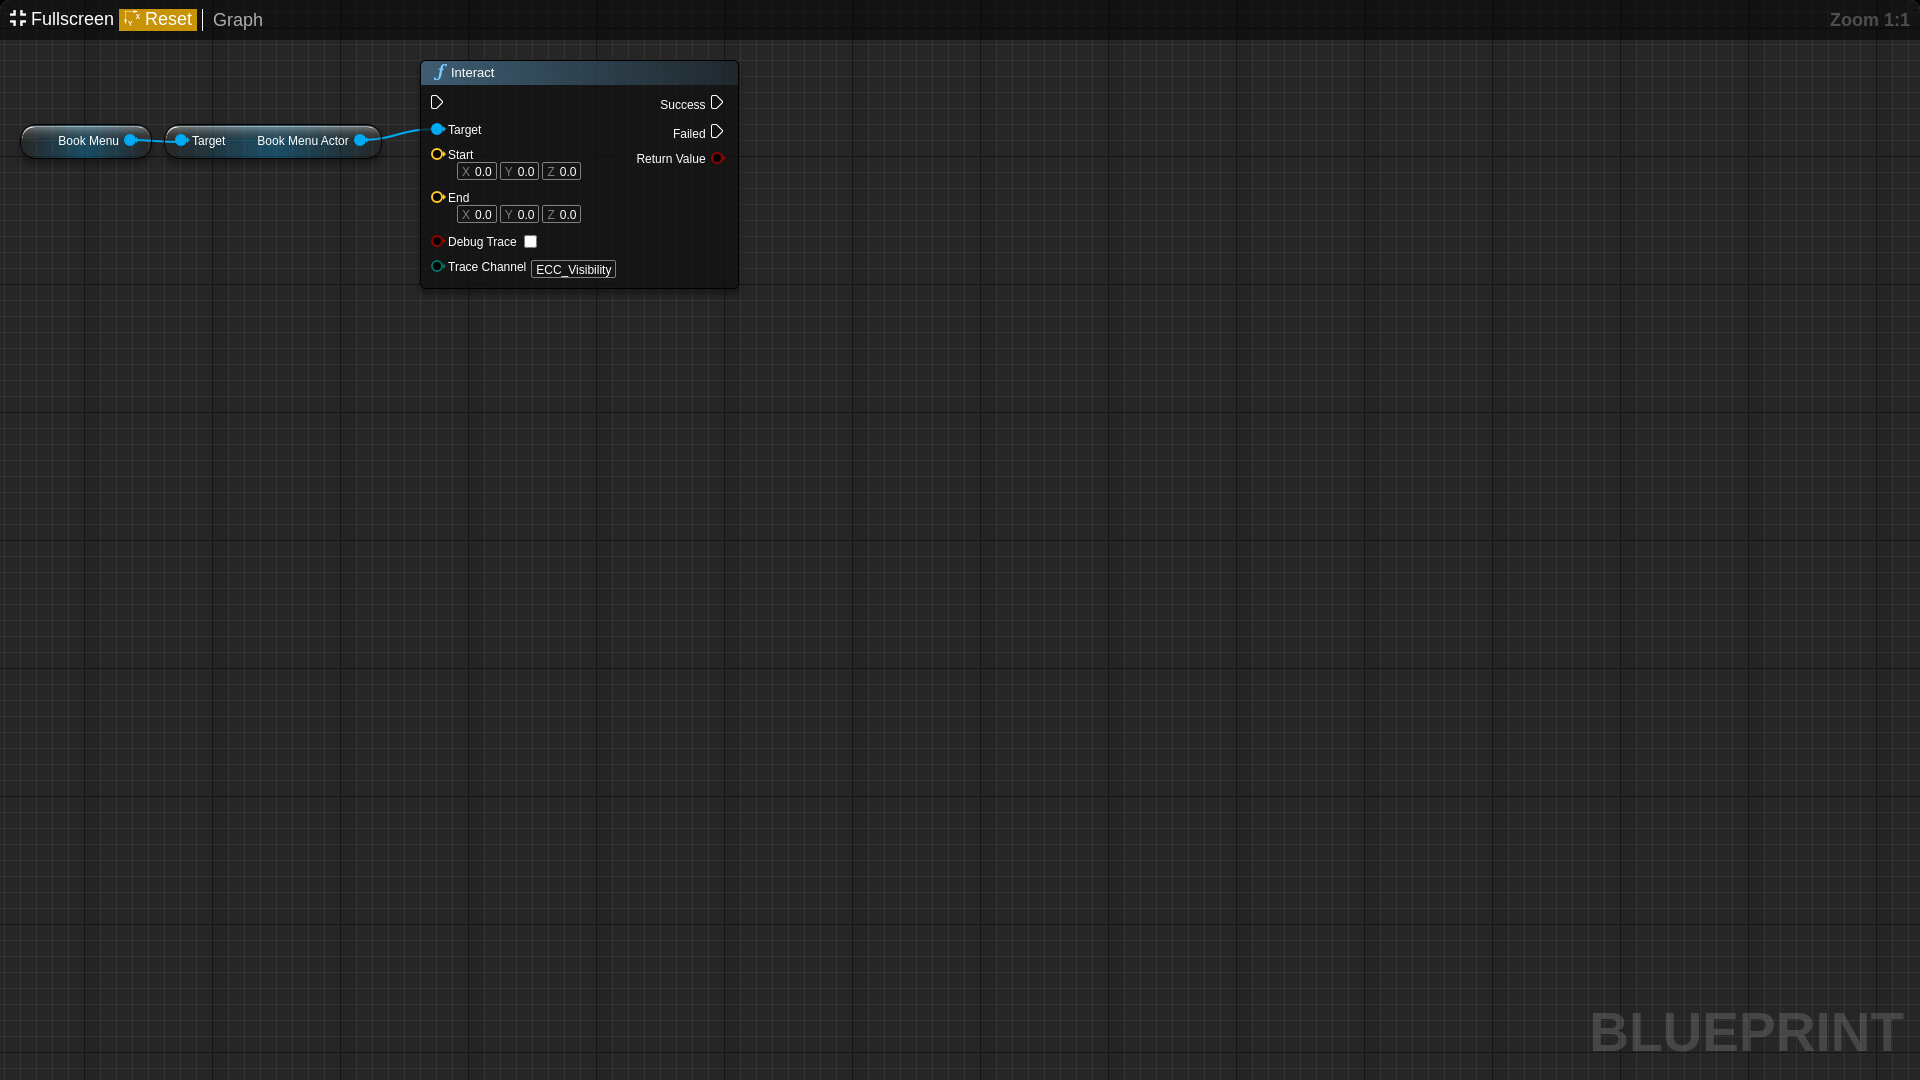 Fullscreen Reset Graph Zoom 1:1
Interact
Success
Book Menu Target Book Menu Actor Target Failed
Start Return Value
X 0.0 Y 0.0 Z 0.0
End
X 0.0 Y 0.0 Z 0.0
Debug Trace
Trace Channel ECC_Visibility
BLUEPRINT